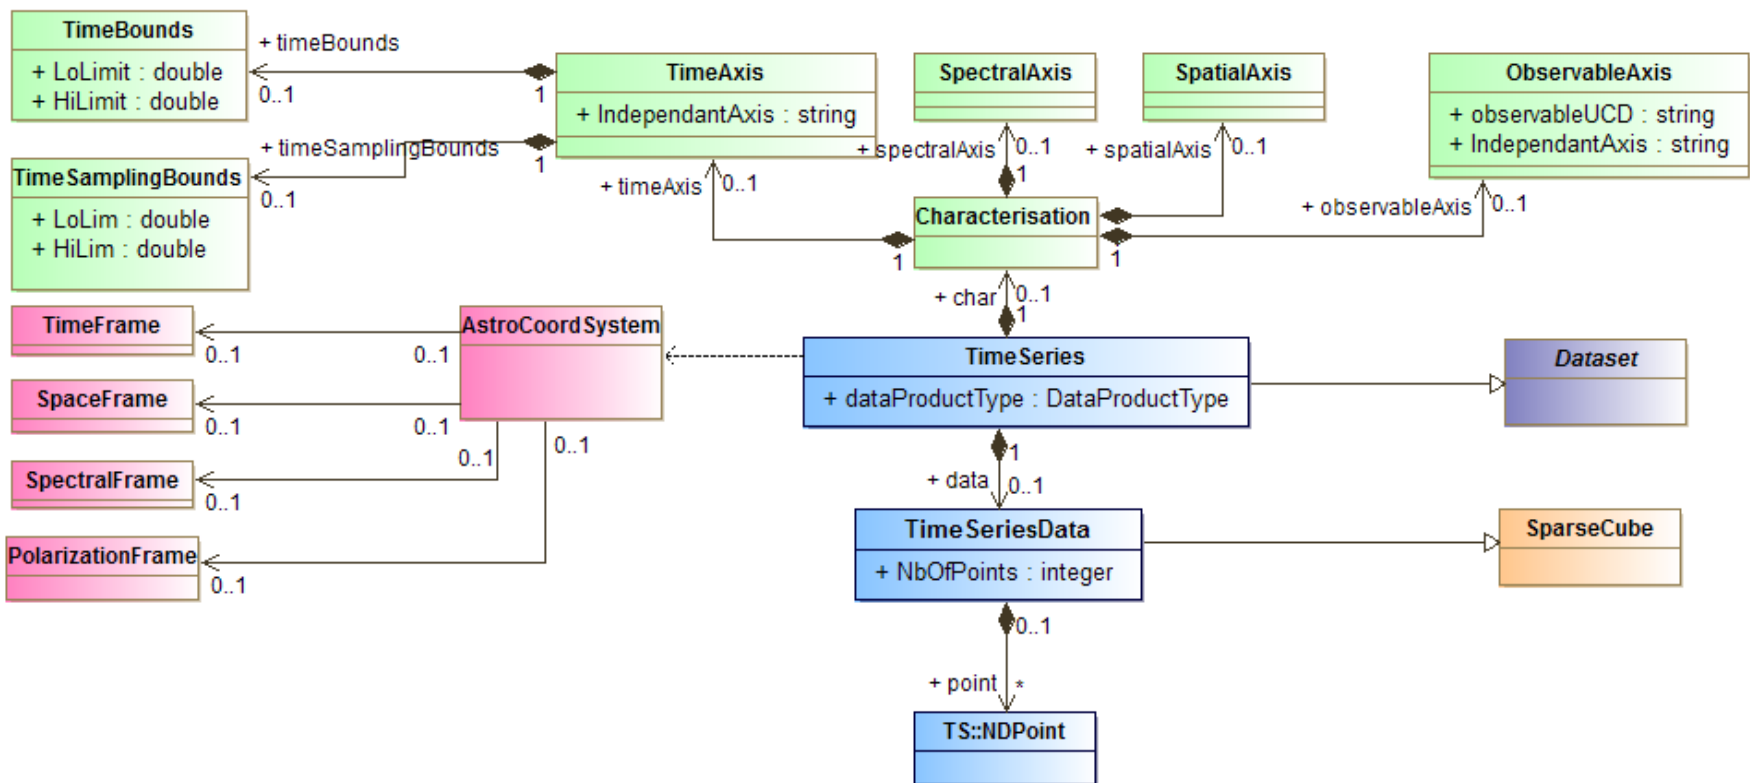 TimeBounds
+ LoLimit : double
+ HiLimit : double
+ timeBounds
0..1
1
TimeAxis
+ IndependantAxis : string
SpectralAxis
SpatialAxis
ObservableAxis
+ observableUCD : string
+ IndependantAxis : string
+ timeSamplingBounds
0..1
1
TimeSamplingBounds
+ LoLim : double
+ HiLim : double
+ timeAxis
0..1
+ spectralAxis
0..1
1
+ spatialAxis
0..1
+ observableAxis
0..1
Characterisation
1
1
+ char
0..1
1
TimeFrame
0..1
0..1
AstroCoordSystem
TimeSeries
+ dataProductType : DataProductType
Dataset
SpaceFrame
0..1
0..1
SpectralFrame
0..1
0..1
0..1
PolarizationFrame
0..1
1
+ data
0..1
TimeSeriesData
+ NbOfPoints : integer
SparseCube
0..1
+ point
*
TS::NDPoint